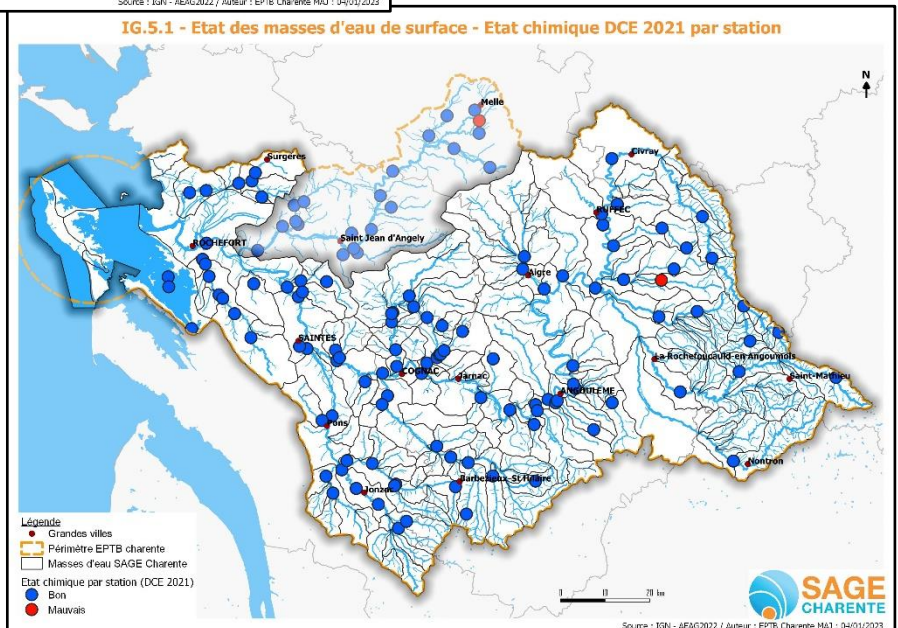 Source : IGN - AEAG2022 / Auteur : EPTB Charente MAJ : 04/01/2023
IG.5.1 - Etat des masses d'eau de surface - Etat chimique DCE 2021 par station
N
Melle
Surgères
Civray
RUFFEC
Saint Jean d'Angely
ROCHEFORT
Aigre
SAINTES
La Rochefoucauld-en-Angoumois
COGNAC
Jarnac
Saint-Mathieu
ANGOULEME
Pons
Nontron
Barbezieux-St Hilaire
Jonzac
Légende
Grandes villes
Périmètre EPTB charente
Masses d'eau SAGE Charente
Etat chimique par station (DCE 2021)
Bon
Mauvais
0 10 20 km
SAGE
CHARENTE
Source : IGN - AEAG2022 / Auteur : EPTB Charente MAJ : 04/01/2023